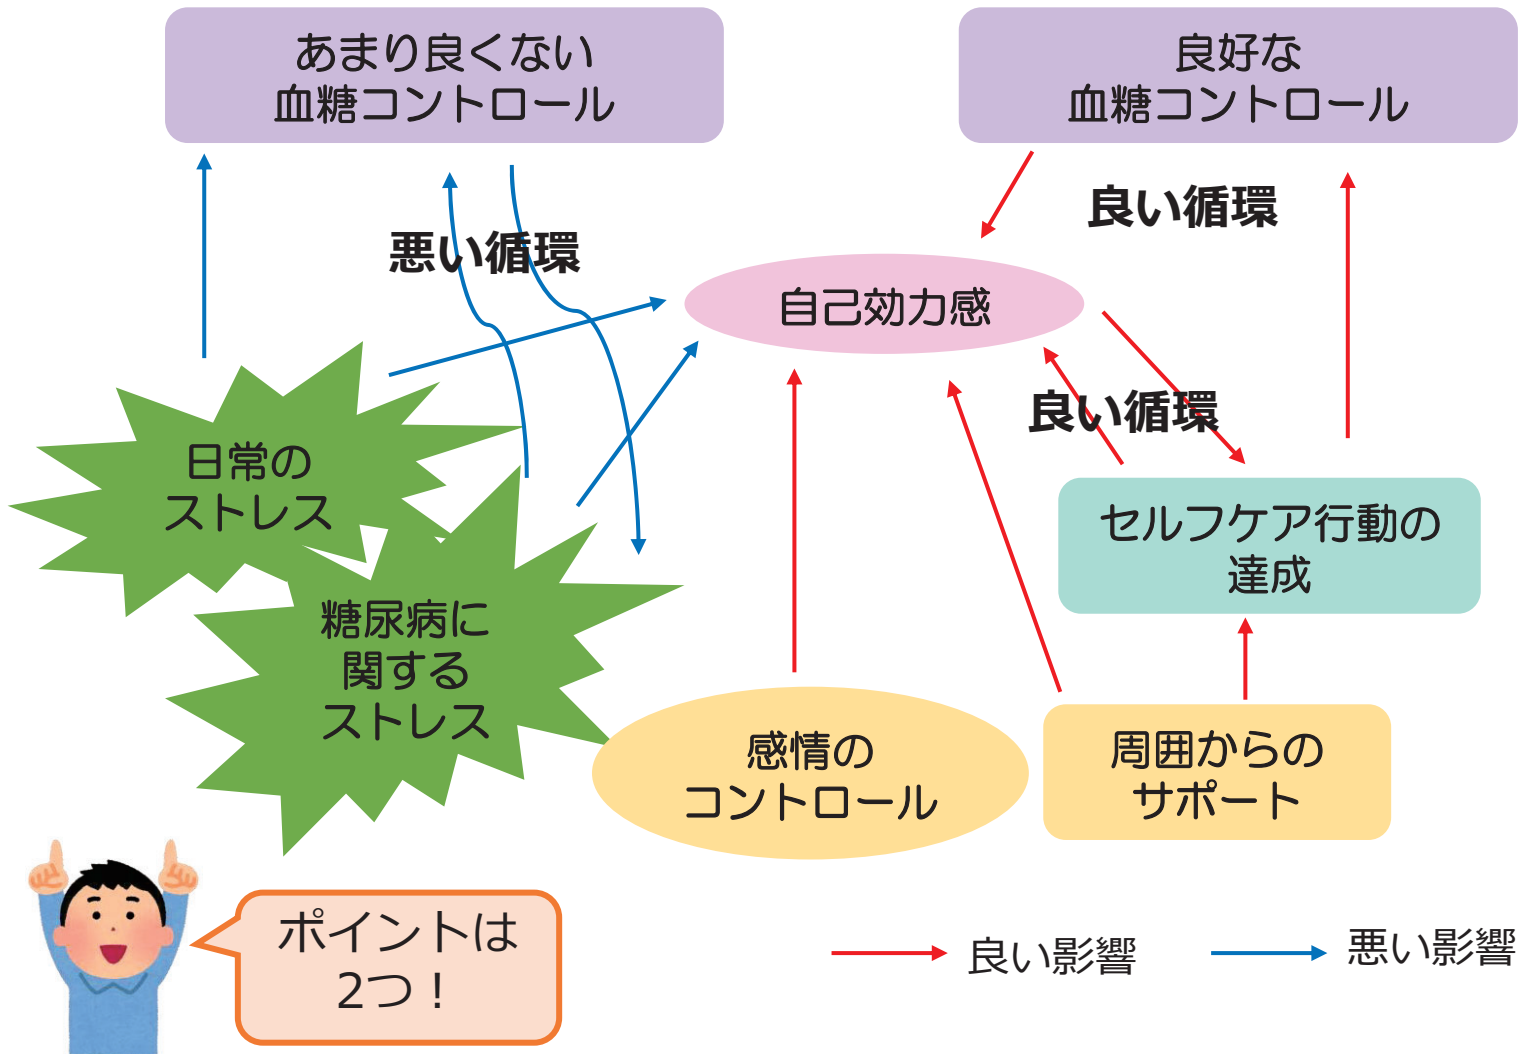 あまり良くない
血糖コントロール
良好な
血糖コントロール
良い循環
悪い循環
自己効力感
良い循環
日常の
ストレス
セルフケア行動の
達成
糖尿病に
関する
ストレス
感情の
コントロール
周囲からの
サポート
ポイントは
2つ！
良い影響
悪い影響